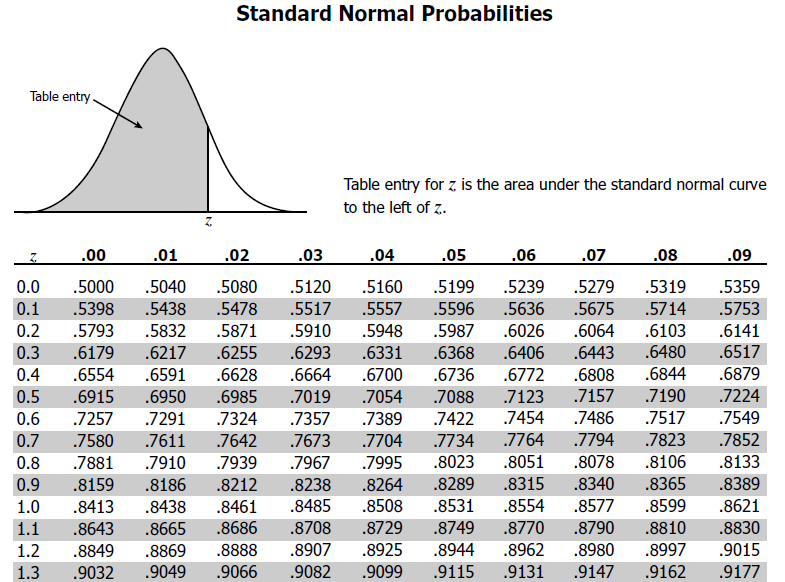 Standard Normal Probabilities
Table entry
Table entry for z is the area under the standard normal curve
to the left of z.
z
z .00 .01 .02 .03 .04 .05 .06 .07 .08 .09
0.0 .5000 .5040 .5080 .5120 .5160 .5199 .5239 .5279 .5319 .5359
0.1 .5398 .5438 .5478 .5517 .5557 .5596 .5636 .5675 .5714 .5753
0.2 .5793 .5832 .5871 .5910 .5948 .5987 .6026 .6064 .6103 .6141
0.3 .6179 .6217 .6255 .6293 .6331 .6368 .6406 .6443 .6480 .6517
0.4 .6554 .6591 .6628 .6664 .6700 .6736 .6772 .6808 .6844 .6879
0.5 .6915 .6950 .6985 .7019 .7054 .7088 .7123 .7157 .7190 .7224
0.6 .7257 .7291 .7324 .7357 .7389 .7422 .7454 .7486 .7517 .7549
0.7 .7580 .7611 .7642 .7673 .7704 .7734 .7764 .7794 .7823 .7852
0.8 .7881 .7910 .7939 .7967 .7995 .8023 .8051 .8078 .8106 .8133
0.9 .8159 .8186 .8212 .8238 .8264 .8289 .8315 .8340 .8365 .8389
1.0 .8413 .8438 .8461 .8485 .8508 .8531 .8554 .8577 .8599 .8621
1.1 .8643 .8665 .8686 .8708 .8729 .8749 .8770 .8790 .8810 .8830
1.2 .8849 .8869 .8888 .8907 .8925 .8944 .8962 .8980 .8997 .9015
1.3 .9032 .9049 .9066 .9082 .9099 .9115 .9131 .9147 .9162 .9177